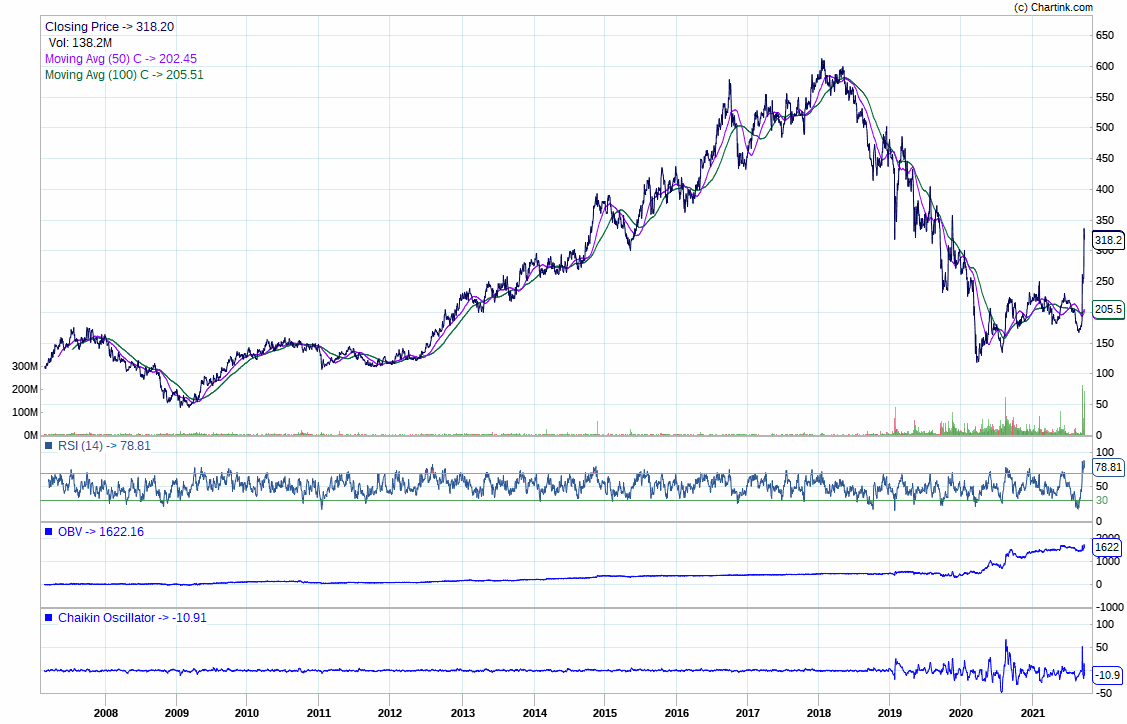 (c) Chartink.com
Closing Price -> 318.20
Vol: 138.2M
Moving Avg (50) C -> 202.45
Moving Avg (100) C -> 205.51
650
600
550
500
450
400
350
318.2
300
250
205.5
150
100
50
0
300M
200M
100M
0M
RSI (14) -> 78.81
100
78.81
50
30
0
OBV -> 1622.16
2000
1622
1000
0
-1000
Chaikin Oscillator -> -10.91
100
50
-10.9
-50
2008 2009 2010 2011 2012 2013 2014 2015 2016 2017 2018 2019 2020 2021